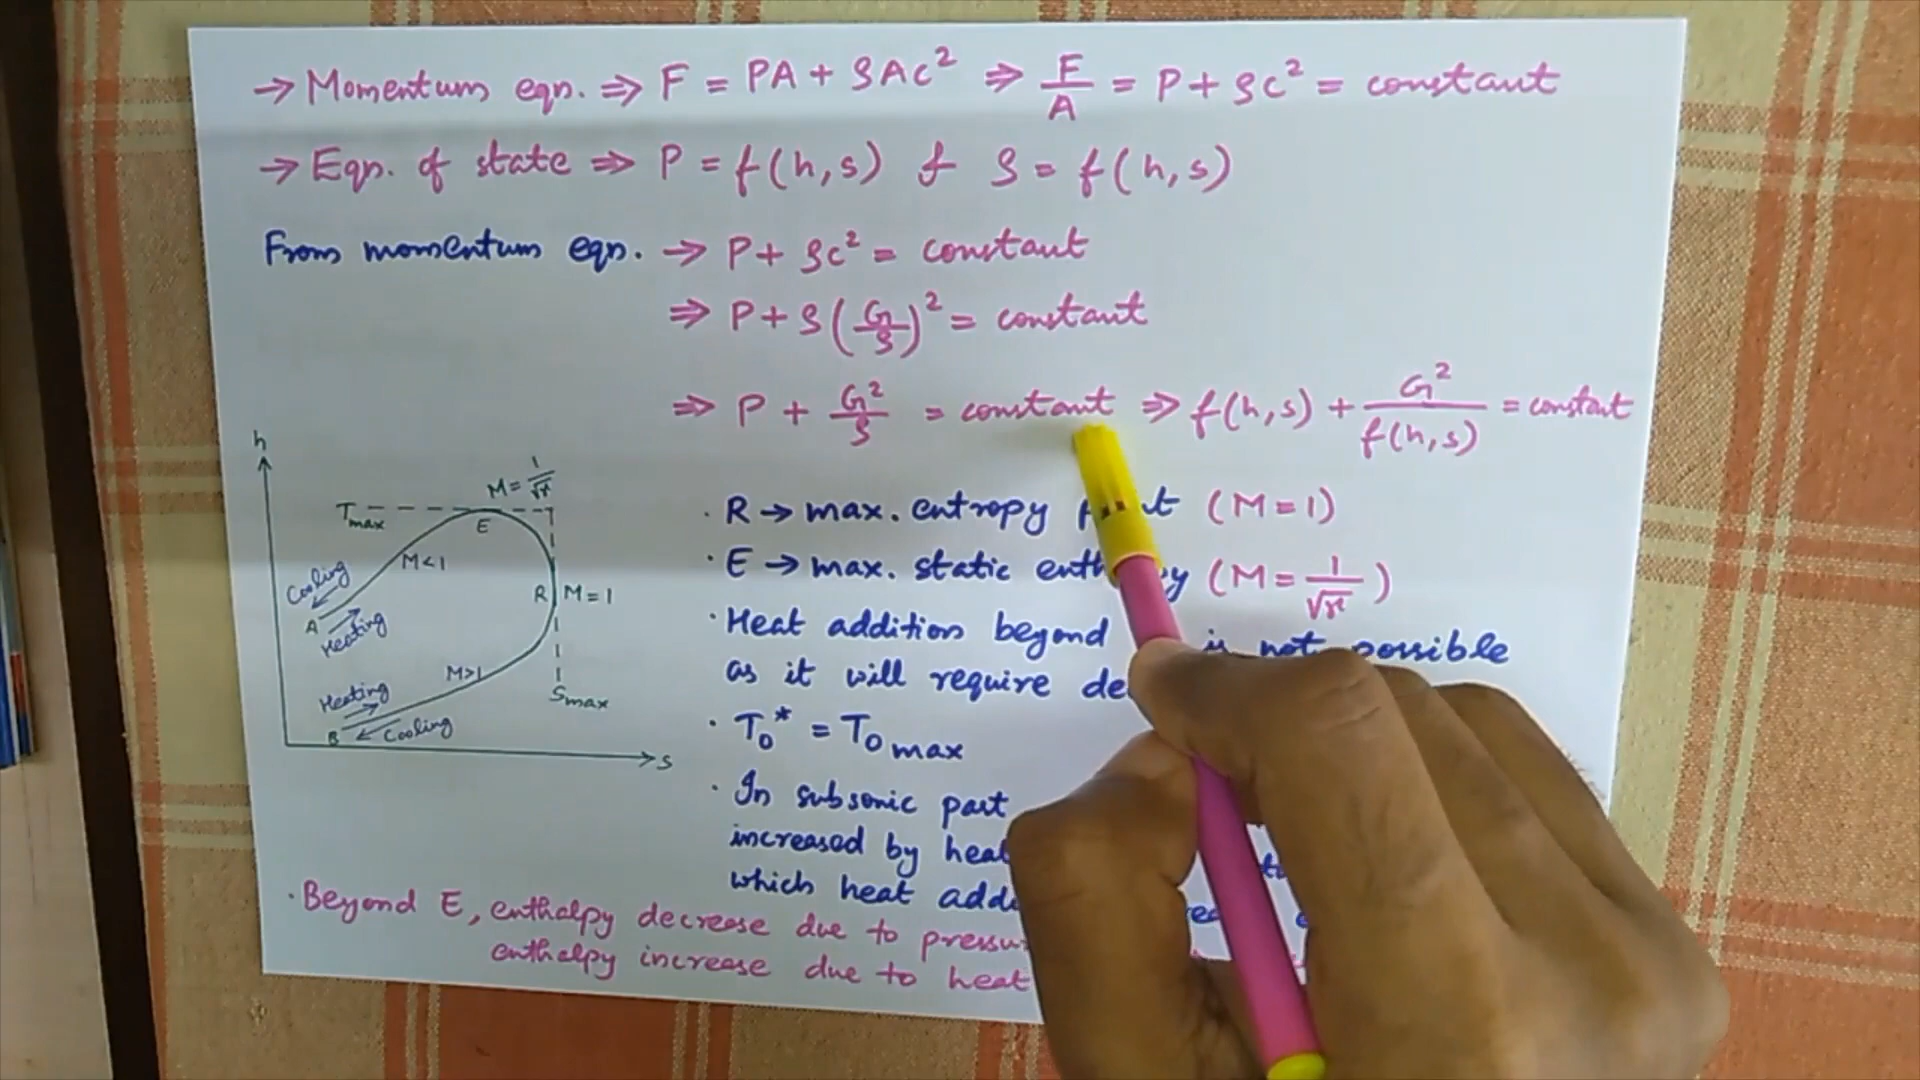 → Momentum eqn. ⇒ F = PA + ρAc² ⇒ F/A = P + ρc² = constant
→ Eqn. of state ⇒ P = f(h,s) & ρ = f(h,s)
From momentum eqn. → P + ρc² = constant
⇒ P + ρ(G/ρ)² = constant
⇒ P + G²/ρ = constant ⇒ f(h,s) + G²/f(h,s) = constant
h
M = 1/√γ
Tmax
E
M<1
Cooling
A
Heating
R
M=1
M>1
Heating
Smax
B
Cooling
s
· R → max. entropy (M=1)
· E → max. static (M = 1/√γ)
· Heat addition beyond is not possible
as it will require
· T₀* = T₀max
· In subsonic part
increased by
which heat
· Beyond E, enthalpy decrease due to
enthalpy increase due to heat